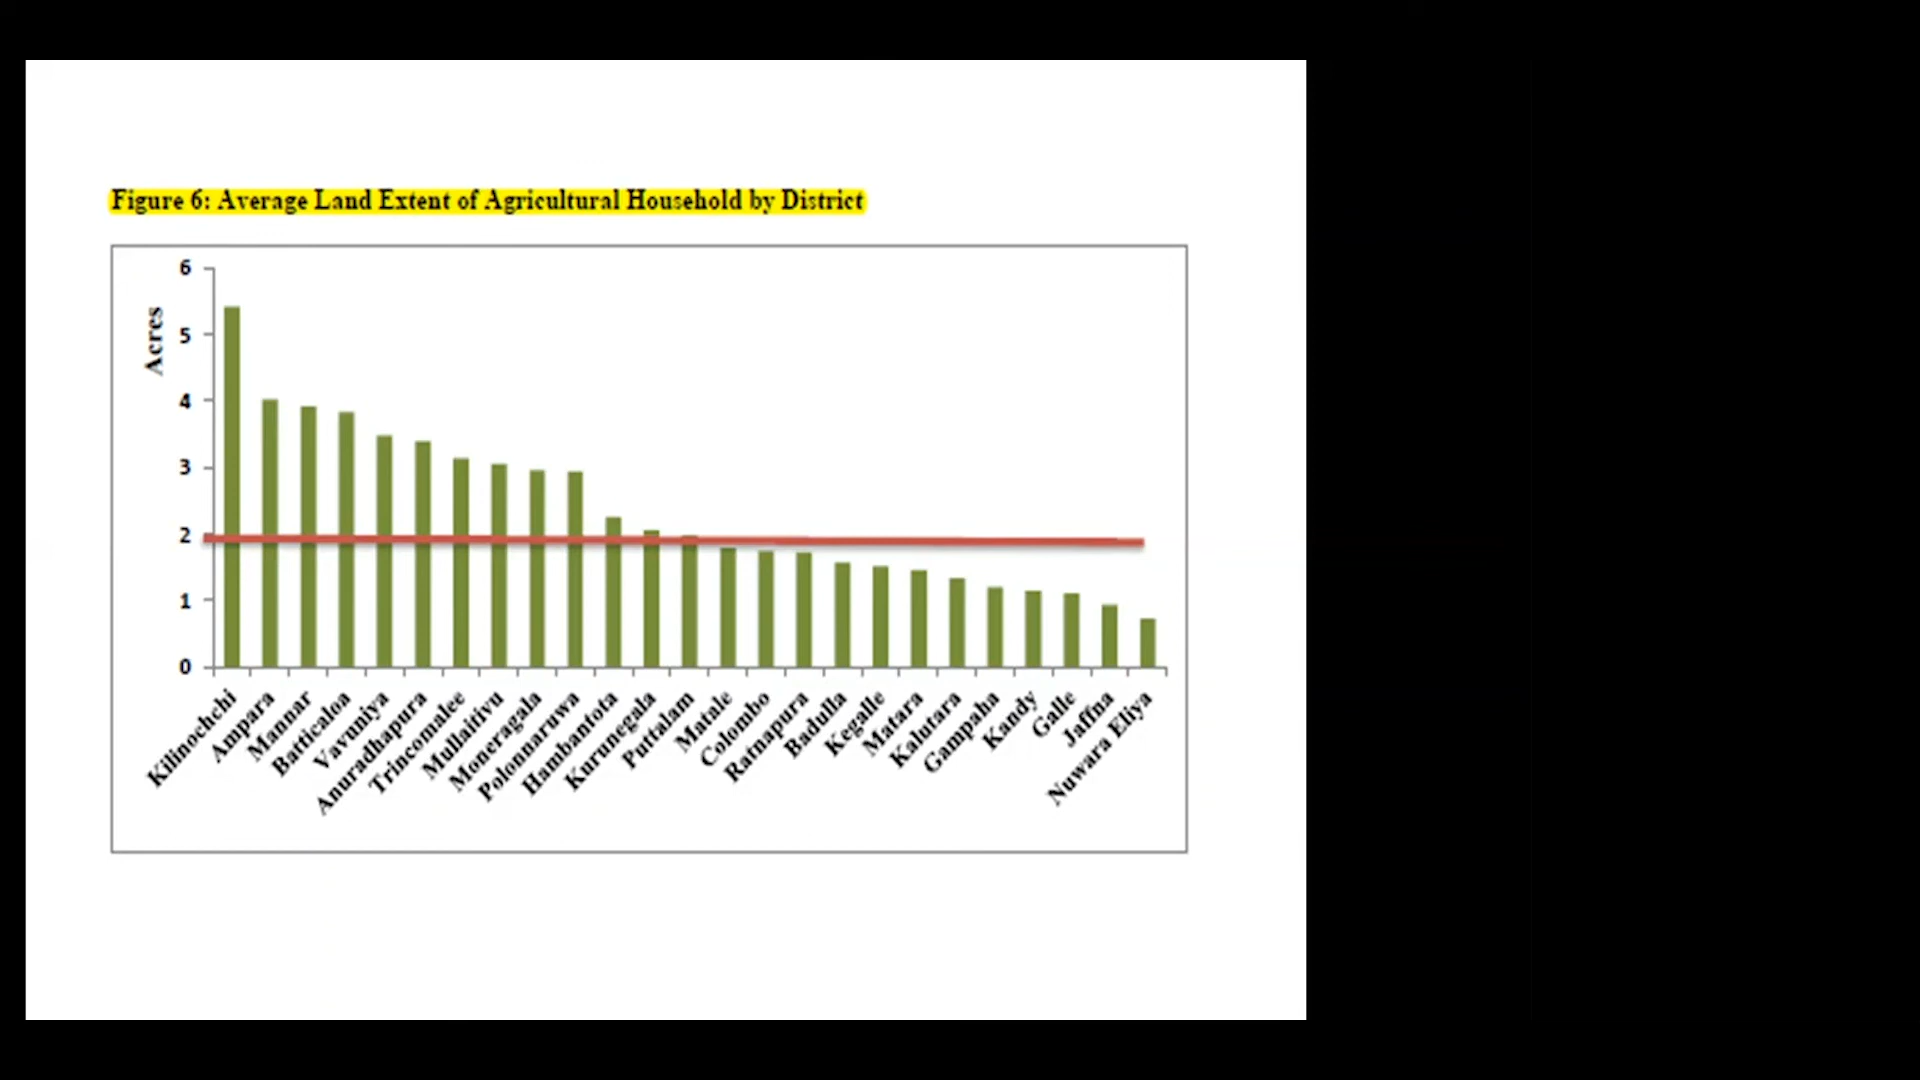 Figure 6: Average Land Extent of Agricultural Household by District
Acres
6
5
4
3
2
1
0
Kilinochchi
Ampara
Mannar
Batticaloa
Vavuniya
Anuradhapura
Trincomalee
Mullaitivu
Moneragala
Polonnaruwa
Hambantota
Kurunegala
Puttalam
Matale
Colombo
Ratnapura
Badulla
Kegalle
Matara
Kalutara
Gampaha
Kandy
Galle
Jaffna
Nuwara Eliya